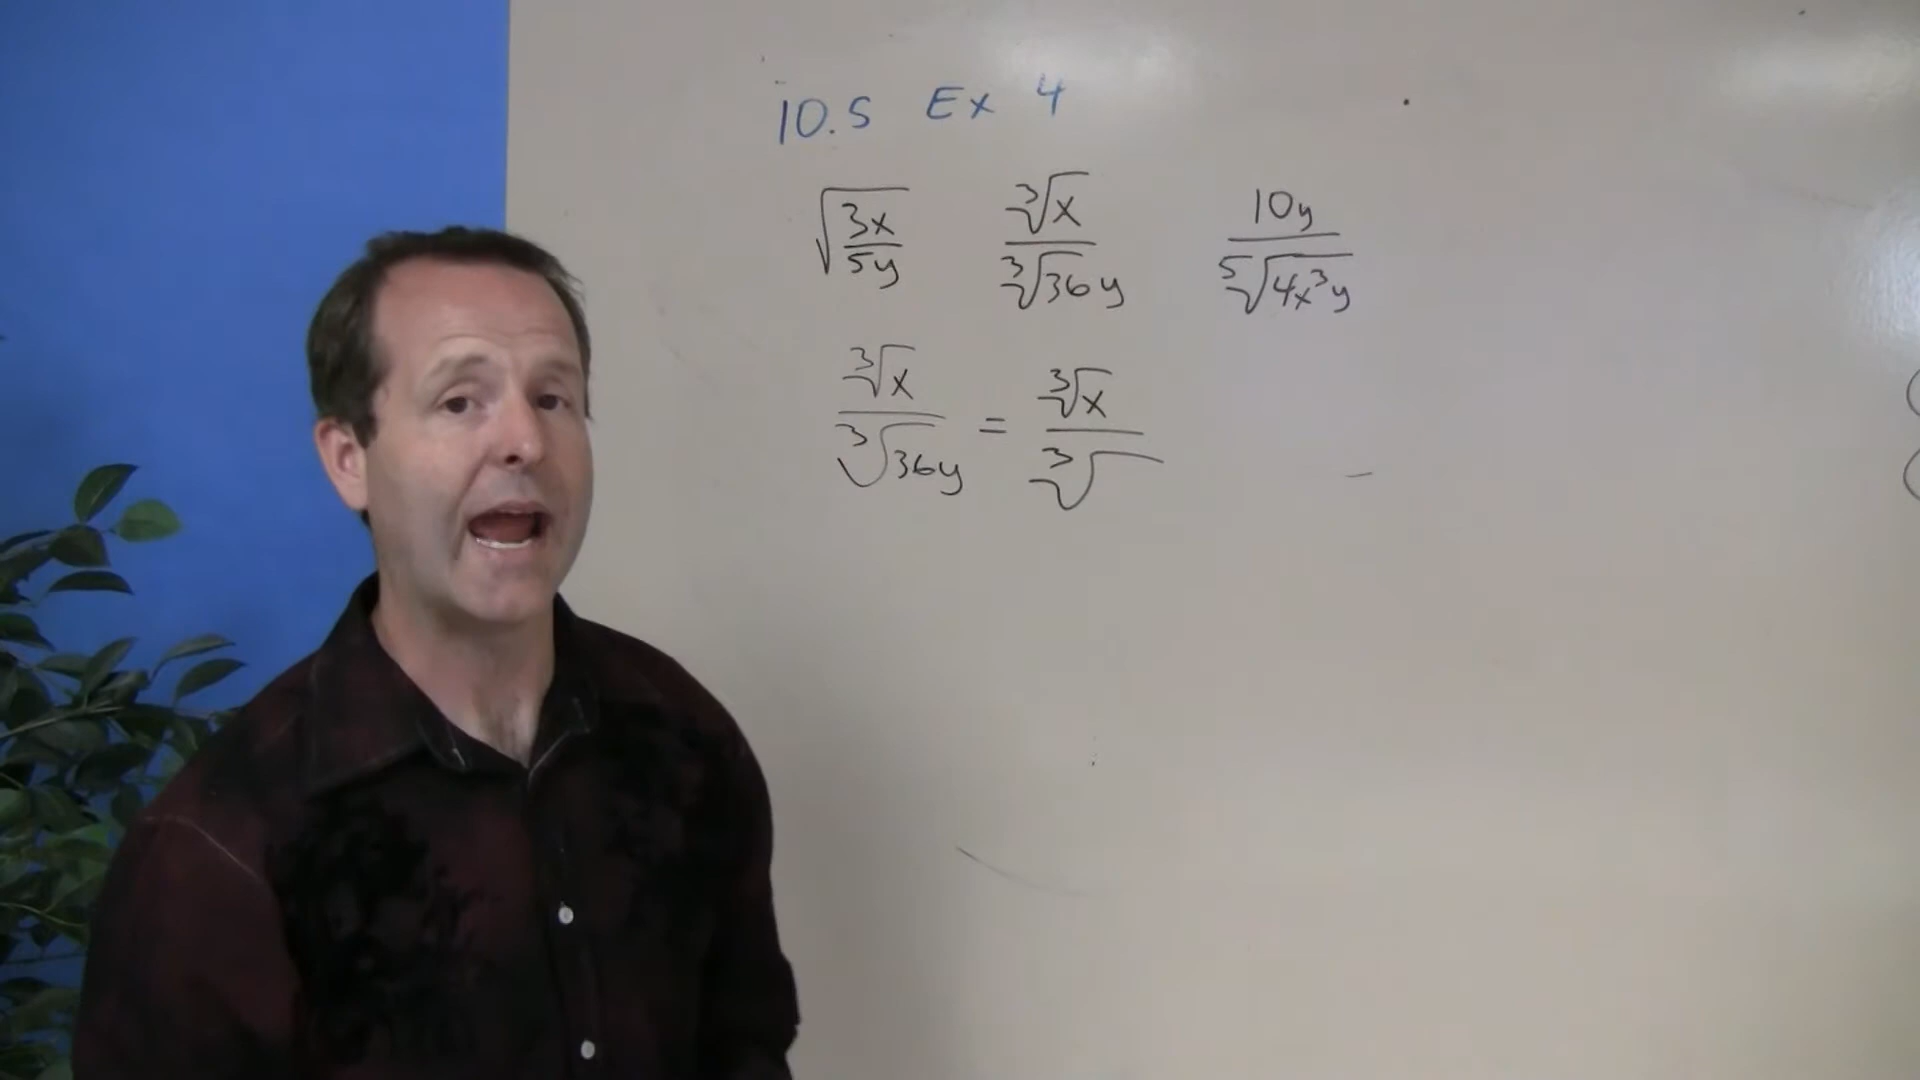 10.5 Ex 4
√(3x/5y) ∛x/∛36y 10y/⁵√4x³y
∛x/∛36y = ∛x/∛